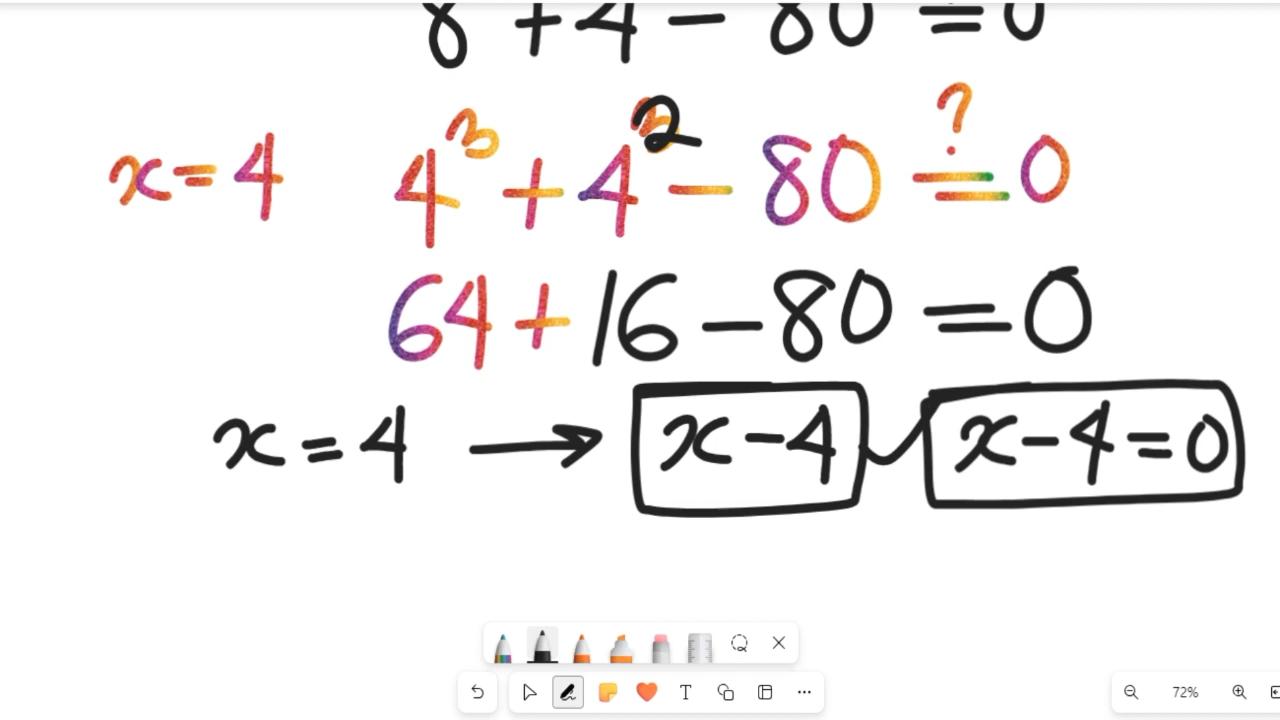 8 + 4 − 80 = 0
x = 4 4³ + 4² − 80 ≟ 0
64 + 16 − 80 = 0
x = 4 → x − 4 x − 4 = 0
T
72%